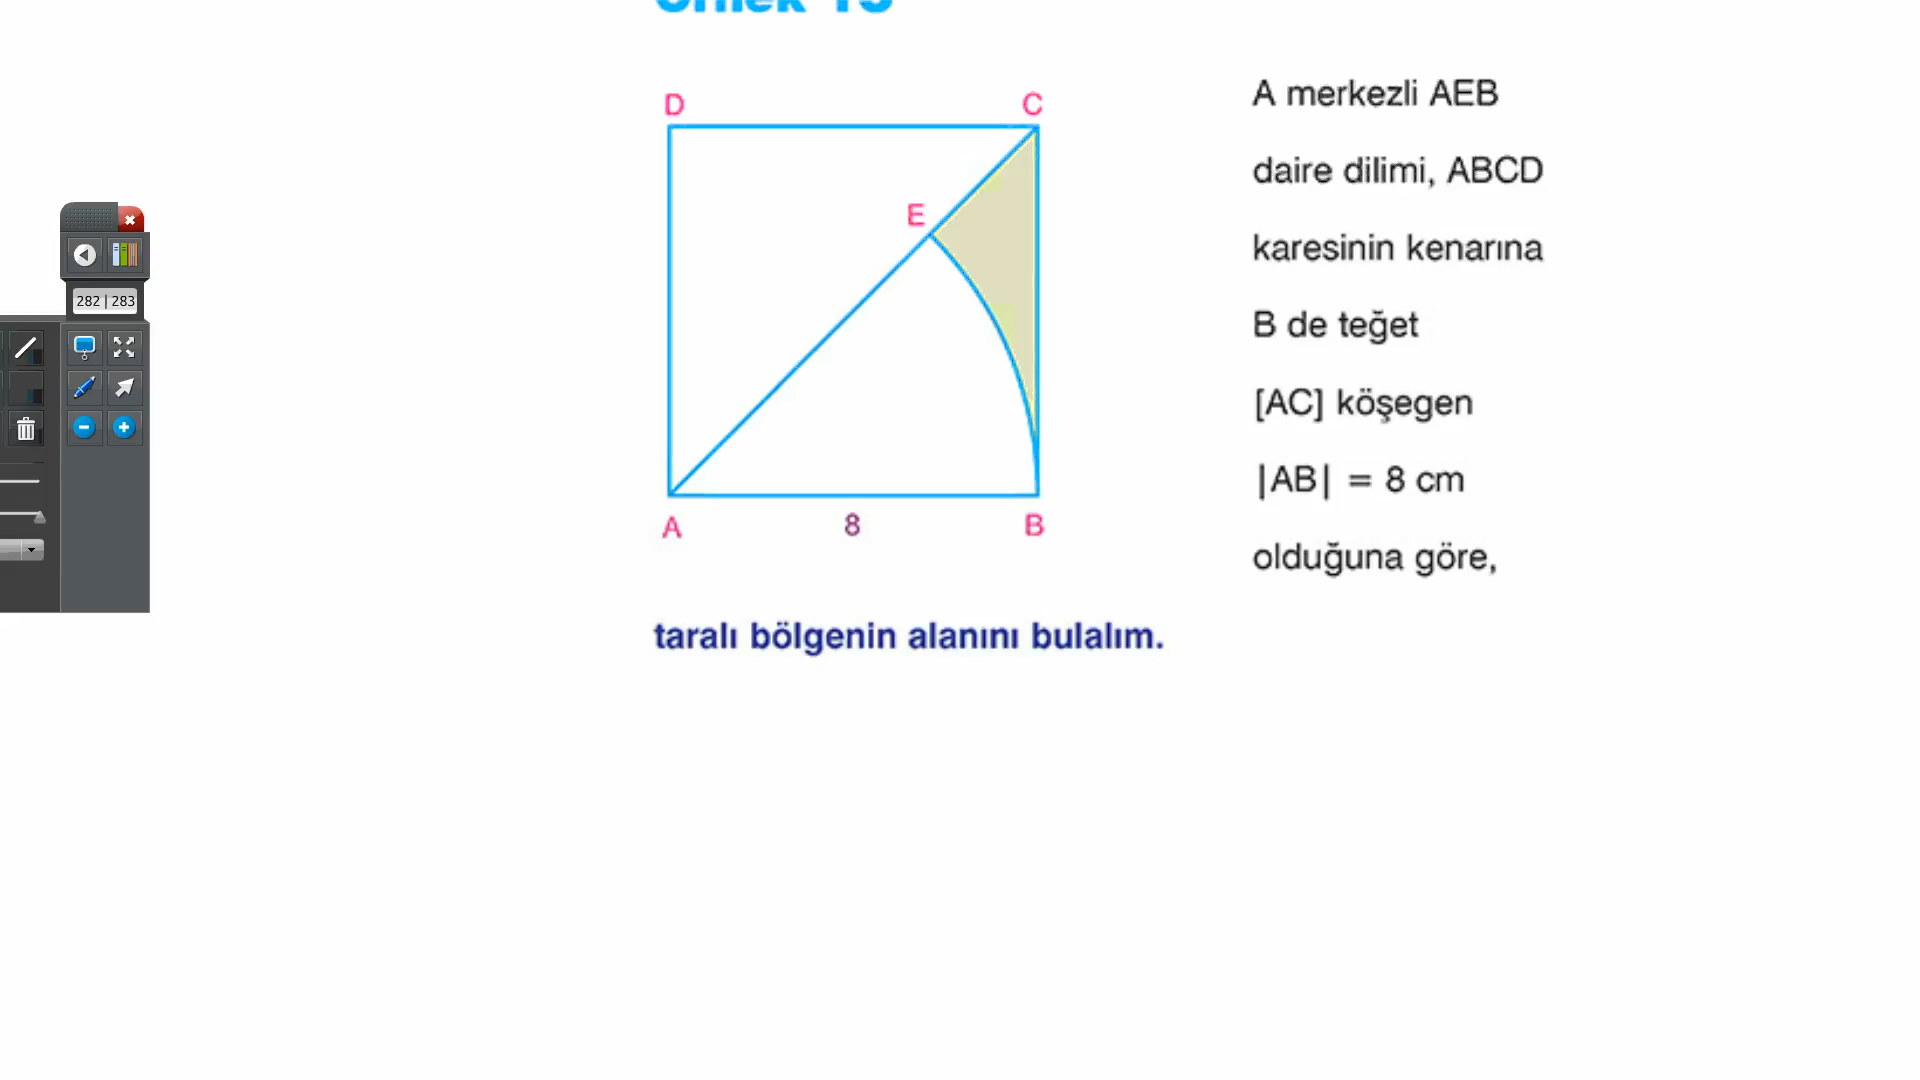 D
C
E
A
8
B
A merkezli AEB
daire dilimi, ABCD
karesinin kenarına
B de teğet
[AC] köşegen
|AB| = 8 cm
olduğuna göre,
taralı bölgenin alanını bulalım.
282 | 283